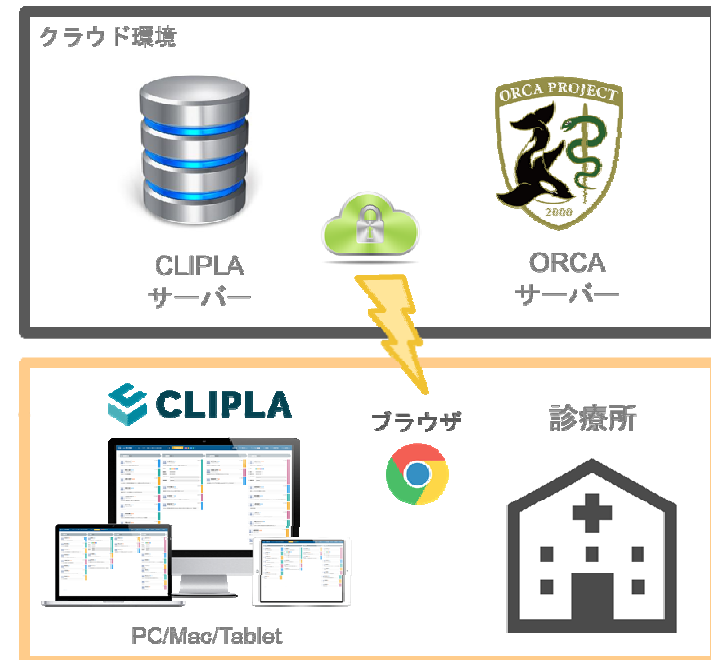 クラウド環境
ORCA PROJECT
2000
CLIPLA
サーバー
ORCA
サーバー
CLIPLA
ブラウザ
診療所
PC/Mac/Tablet